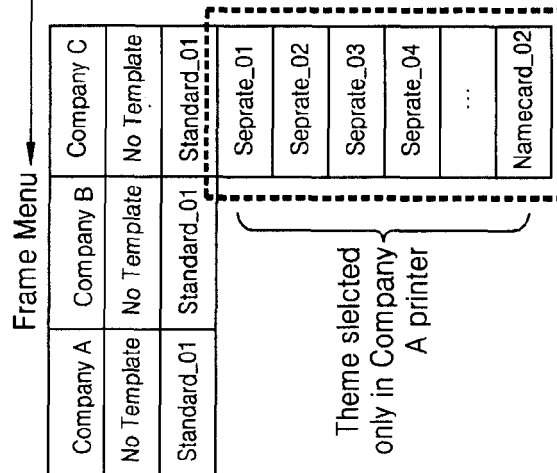 Frame Menu
Company A Company B Company C
No Template No Template No Template
Standard_01 Standard_01 Standard_01
Seprate_01
Seprate_02
Seprate_03
Seprate_04
...
Namecard_02
Theme slelcted
only in Company
A printer